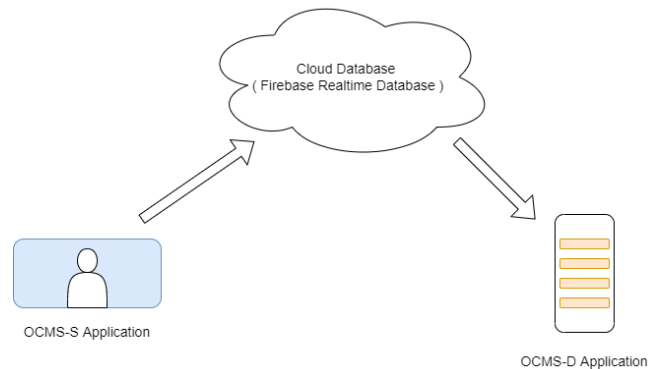 Cloud Database
( Firebase Realtime Database )
OCMS-S Application
OCMS-D Application